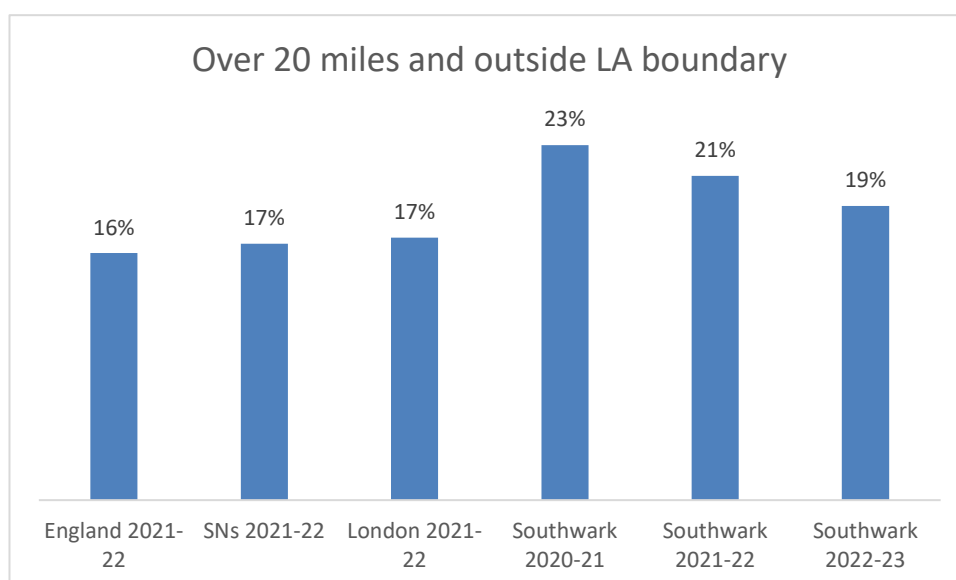 Over 20 miles and outside LA boundary
23%
21%
19%
17%
17%
16%
England 2021-
22
SNs 2021-22
London 2021-
22
Southwark
2020-21
Southwark
2021-22
Southwark
2022-23